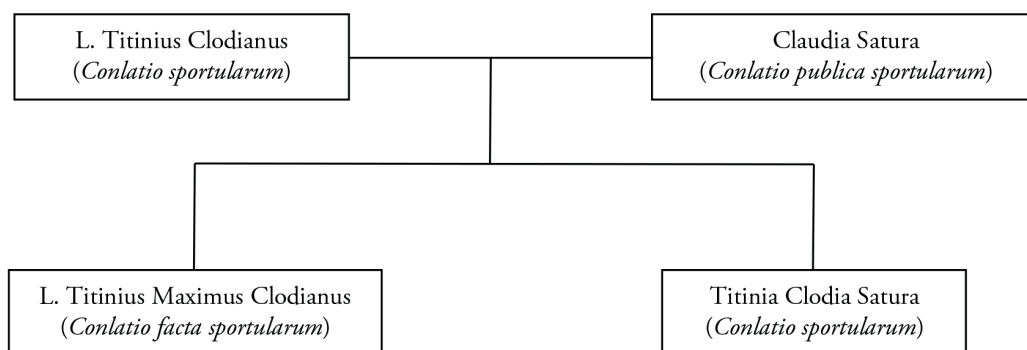 L. Titinius Clodianus
(Conlatio sportularum)
Claudia Satura
(Conlatio publica sportularum)
L. Titinius Maximus Clodianus
(Conlatio facta sportularum)
Titinia Clodia Satura
(Conlatio sportularum)